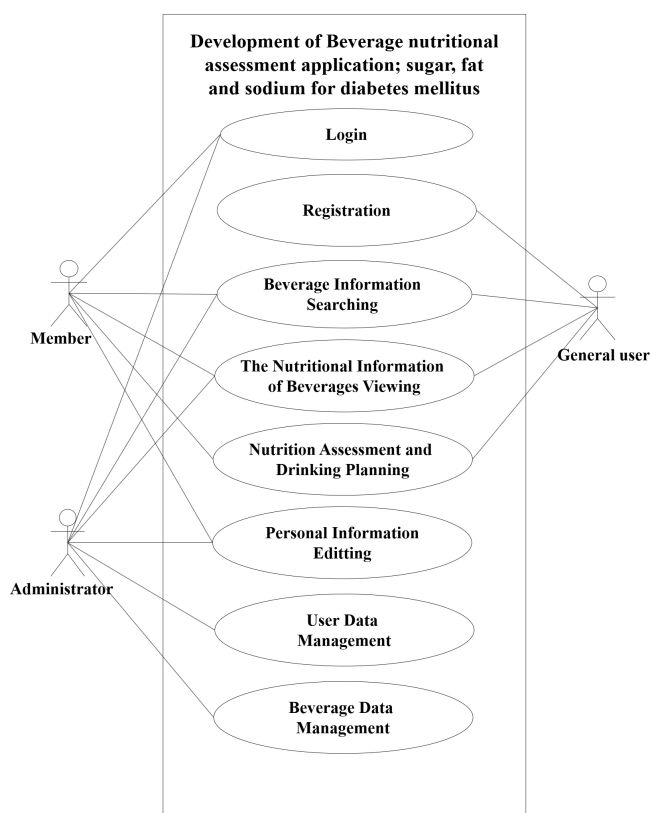 Development of Beverage nutritional
assessment application; sugar, fat
and sodium for diabetes mellitus
Login
Registration
Beverage Information
Searching
Member
General user
The Nutritional Information
of Beverages Viewing
Nutrition Assessment and
Drinking Planning
Personal Information
Editting
Administrator
User Data
Management
Beverage Data
Management